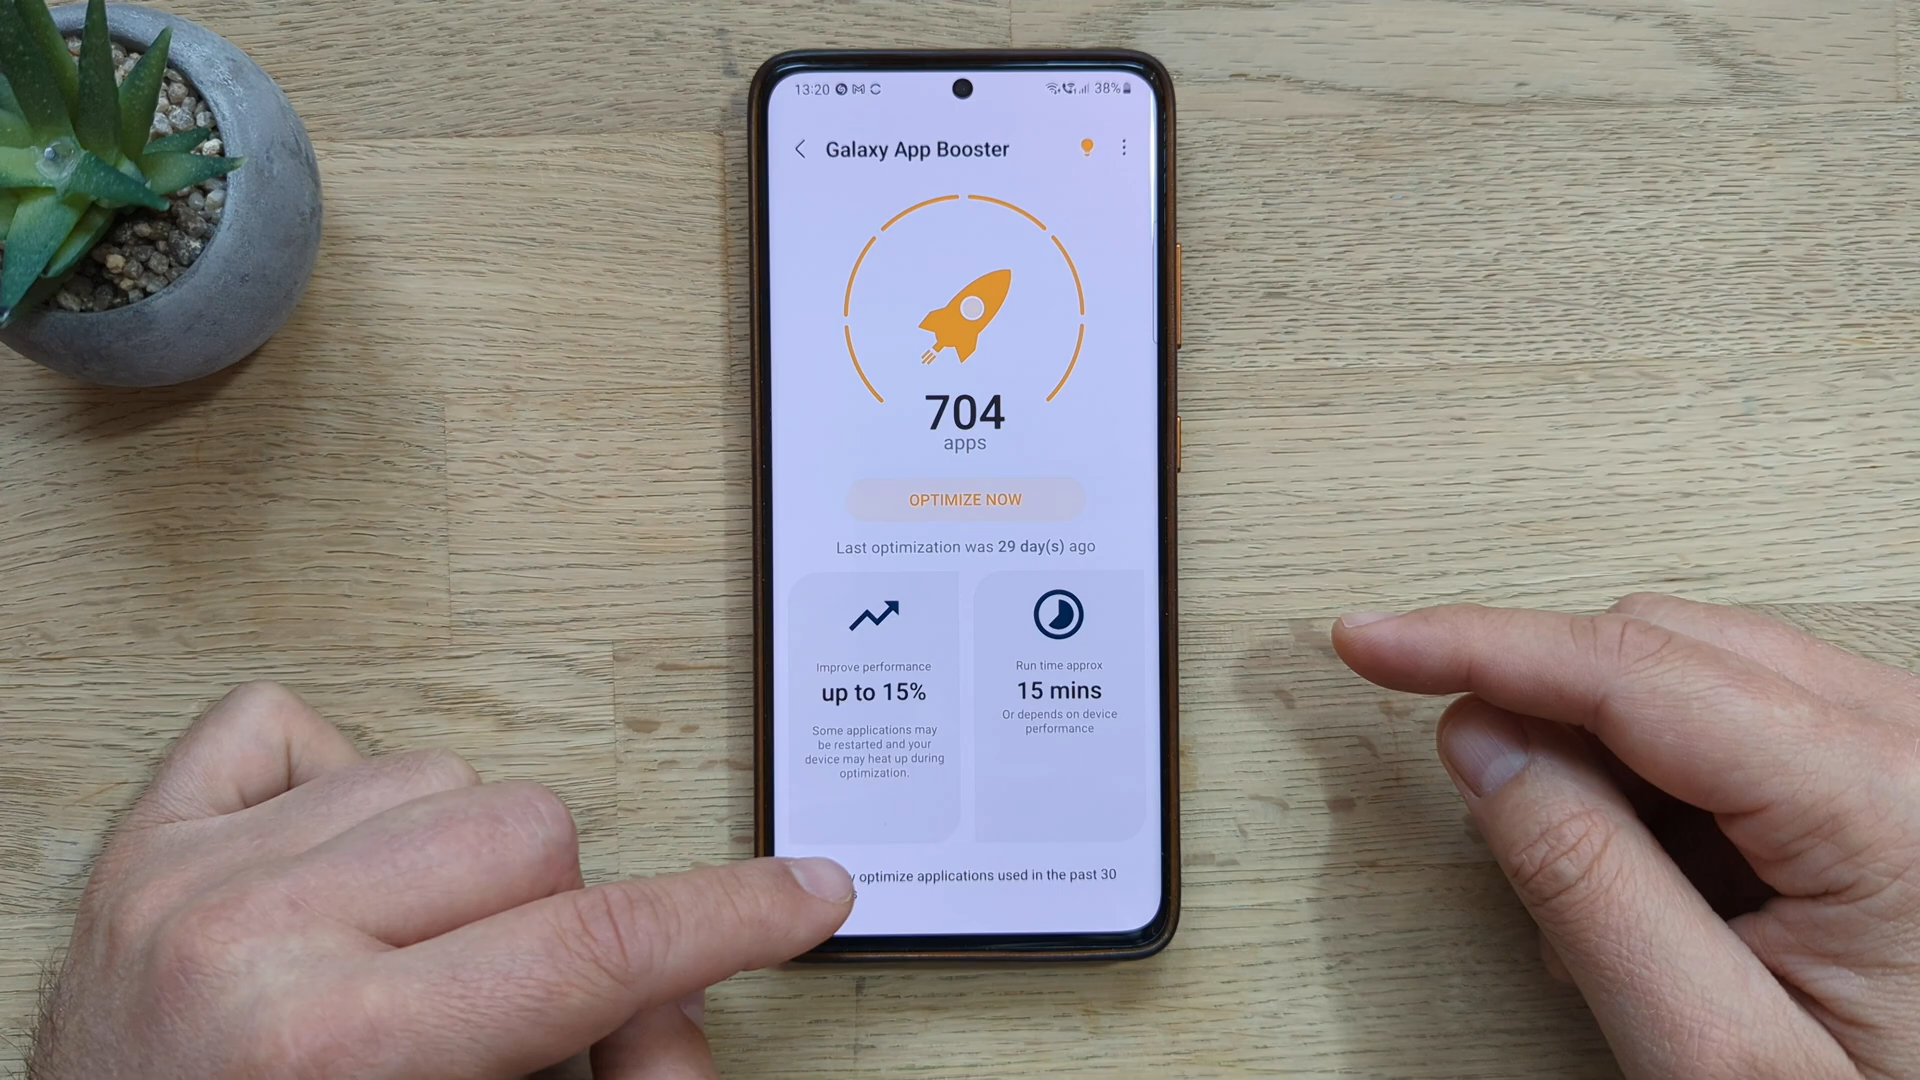 13:20
38%
Galaxy App Booster
704
apps
OPTIMIZE NOW
Last optimization was 29 day(s) ago
Improve performance
up to 15%
Some applications may
be restarted and your
device may heat up during
optimization.
Run time approx
15 mins
Or depends on device
performance
optimize applications used in the past 30